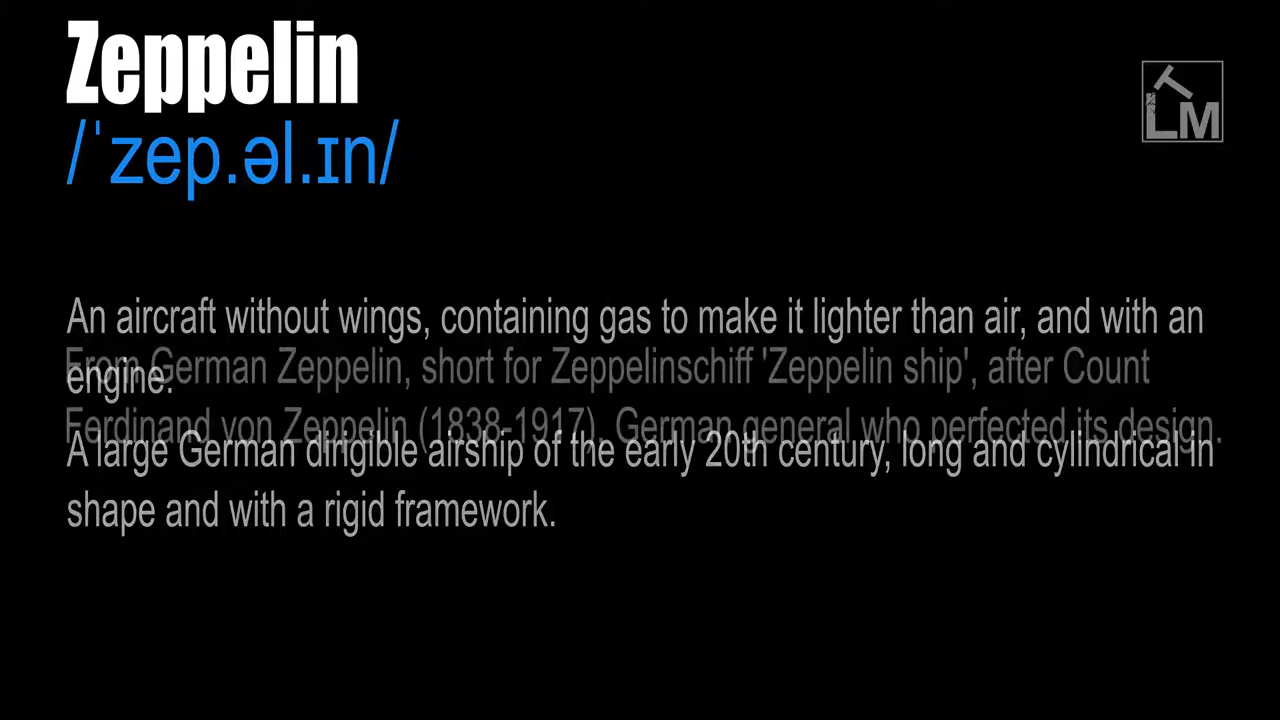 Zeppelin
/ˈzep.əl.ɪn/
LTM
An aircraft without wings, containing gas to make it lighter than air, and with an
engine.
From German Zeppelin, short for Zeppelinschiff 'Zeppelin ship', after Count
Ferdinand von Zeppelin (1838-1917), German general who perfected its design.
A large German dirigible airship of the early 20th century, long and cylindrical in
shape and with a rigid framework.